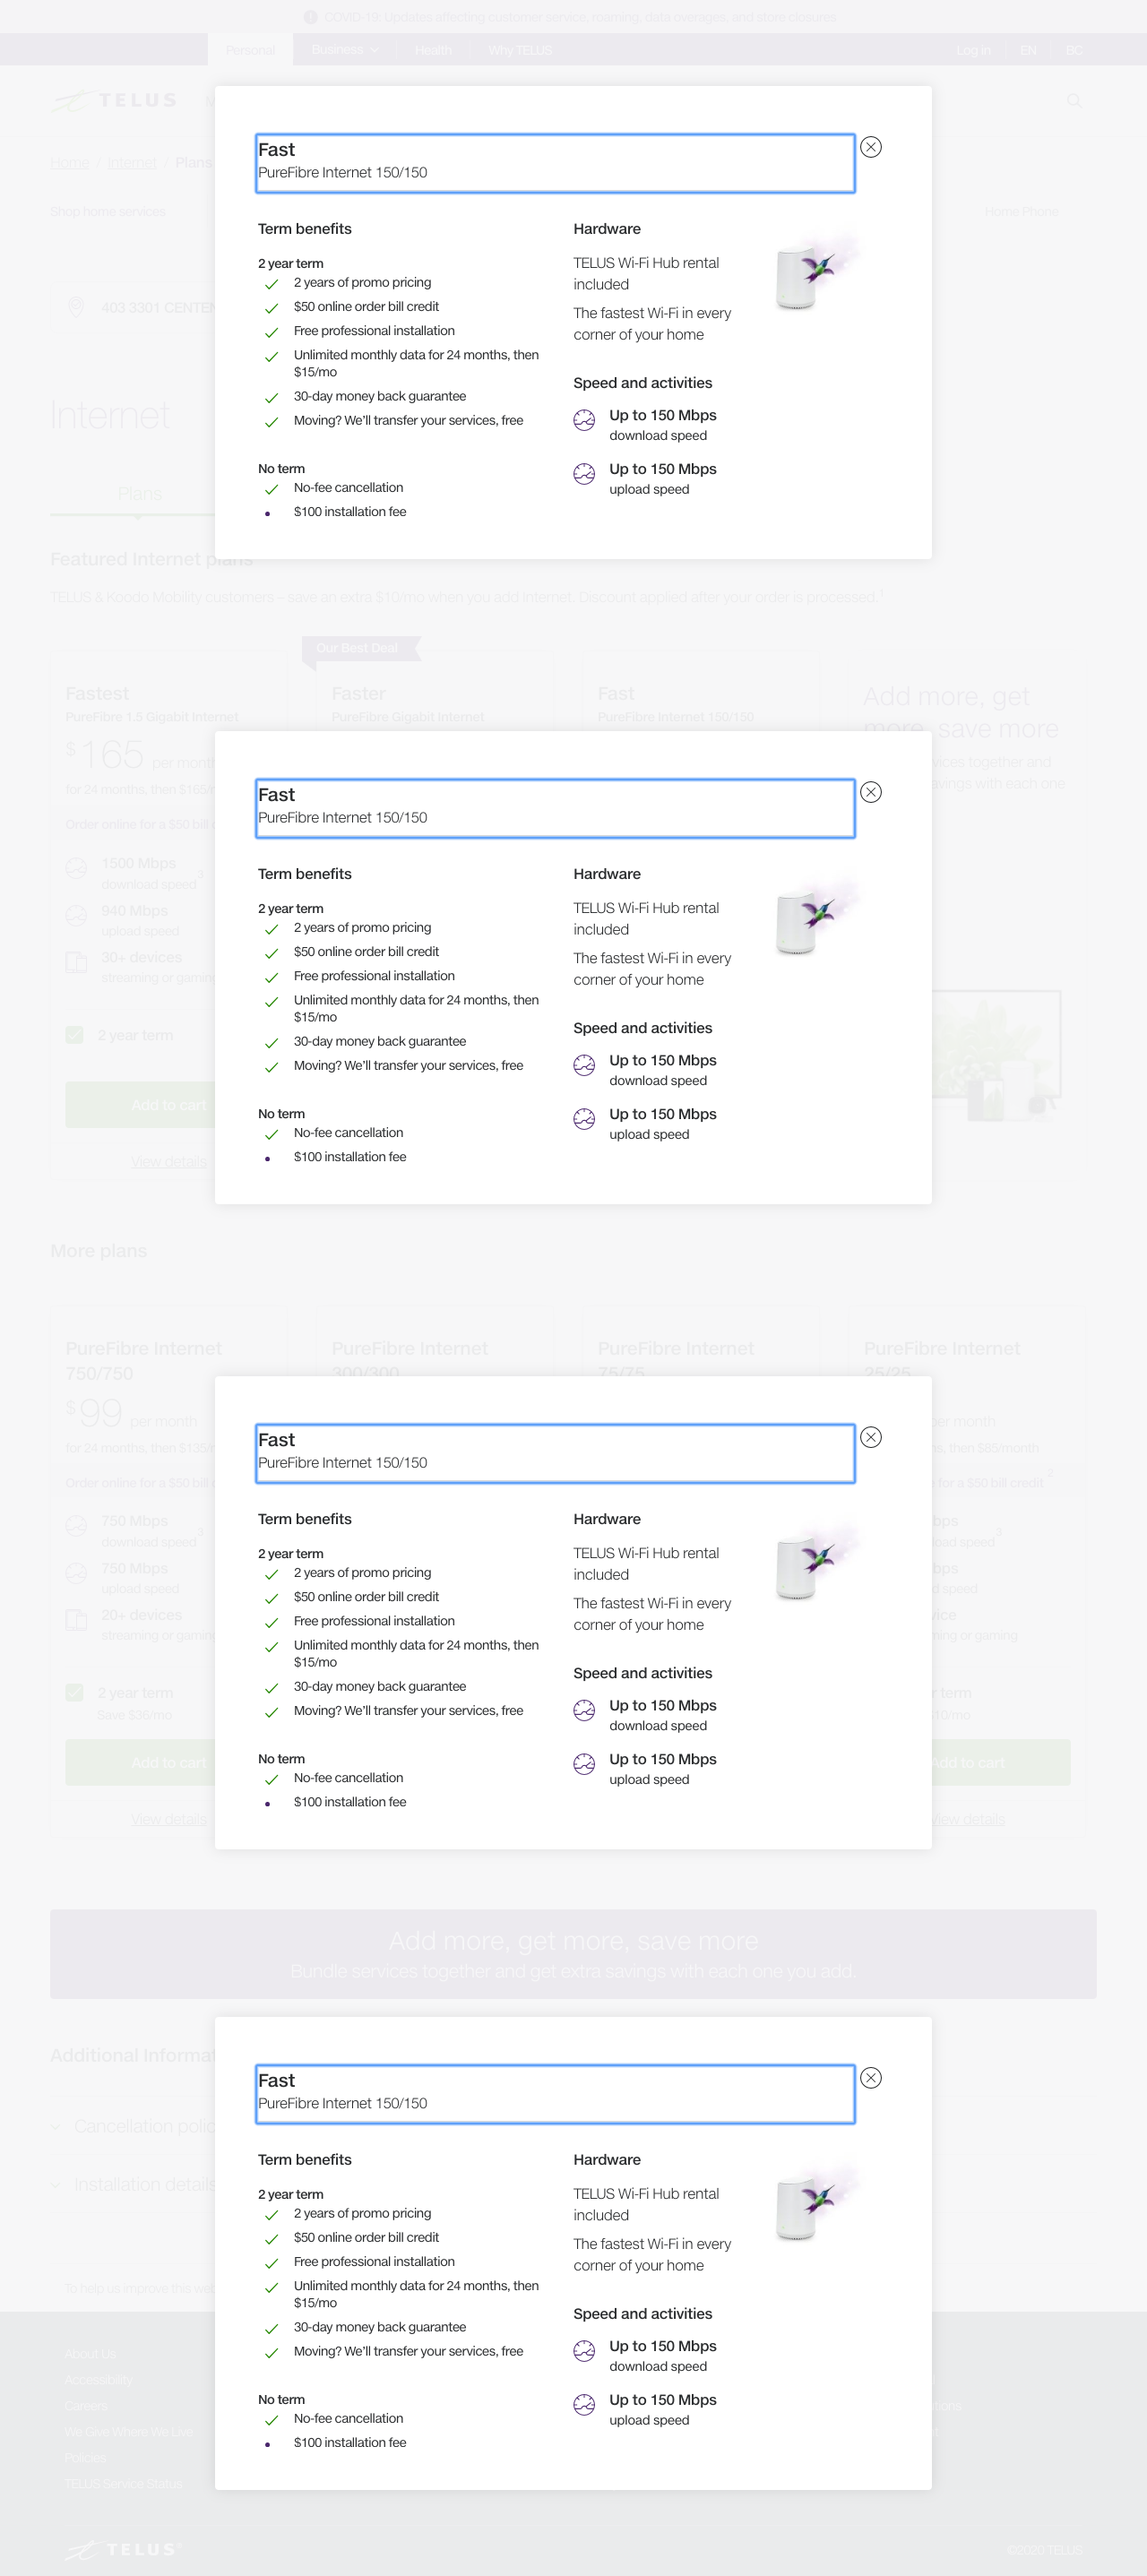 COVID-19: Updates affecting customer service, roaming, data overages, and store closures
Personal
Business
Health
Why TELUS
Log in
EN
BC
TELUS
Home / Internet / Plans
Shop home services
Home Phone
Fast
PureFibre Internet 150/150
Term benefits
2 year term
2 years of promo pricing
$50 online order bill credit
Free professional installation
Unlimited monthly data for 24 months, then
$15/mo
30-day money back guarantee
Moving? We'll transfer your services, free
No term
No-fee cancellation
$100 installation fee
Hardware
TELUS Wi-Fi Hub rental
included
The fastest Wi-Fi in every
corner of your home
Speed and activities
Up to 150 Mbps
download speed
Up to 150 Mbps
upload speed
403 3301
Internet
Plans
Featured Internet plans
TELUS & Koodo Mobility customers – save an extra $10/mo when you add Internet. Discount applied after your order is processed.1
Our Best Deal
Fastest
PureFibre 1.5 Gigabit Internet
$165 per month
for 24 months, then
Order online for a $50 bill
1500 Mbps
download speed3
940 Mbps
upload speed
30+ devices
streaming or gaming
2 year term
Add to cart
View details
Faster
PureFibre Gigabit Internet
Fast
PureFibre Internet 150/150
Add more, get
more, save more
together and
savings with each one
Fast
PureFibre Internet 150/150
Term benefits
2 year term
2 years of promo pricing
$50 online order bill credit
Free professional installation
Unlimited monthly data for 24 months, then
$15/mo
30-day money back guarantee
Moving? We'll transfer your services, free
No term
No-fee cancellation
$100 installation fee
Hardware
TELUS Wi-Fi Hub rental
included
The fastest Wi-Fi in every
corner of your home
Speed and activities
Up to 150 Mbps
download speed
Up to 150 Mbps
upload speed
More plans
PureFibre Internet
750/750
$99 per month
for 24 months, then
Order online for a $50 bill
750 Mbps
download speed3
750 Mbps
upload speed
20+ devices
streaming or gaming
2 year term
Save $36/mo
Add to cart
View details
PureFibre Internet
300/300
PureFibre Internet
75/75
PureFibre Internet
25/25
per month
then $85/month
for a $50 bill credit 2
speed3
speed
or gaming
term
Add to cart
View details
Fast
PureFibre Internet 150/150
Term benefits
2 year term
2 years of promo pricing
$50 online order bill credit
Free professional installation
Unlimited monthly data for 24 months, then
$15/mo
30-day money back guarantee
Moving? We'll transfer your services, free
No term
No-fee cancellation
$100 installation fee
Hardware
TELUS Wi-Fi Hub rental
included
The fastest Wi-Fi in every
corner of your home
Speed and activities
Up to 150 Mbps
download speed
Up to 150 Mbps
upload speed
Add more, get more, save more
Bundle services together and get extra savings with each one you add.
Additional
Cancellation
Installation details
To help us improve this
Fast
PureFibre Internet 150/150
Term benefits
2 year term
2 years of promo pricing
$50 online order bill credit
Free professional installation
Unlimited monthly data for 24 months, then
$15/mo
30-day money back guarantee
Moving? We'll transfer your services, free
No term
No-fee cancellation
$100 installation fee
Hardware
TELUS Wi-Fi Hub rental
included
The fastest Wi-Fi in every
corner of your home
Speed and activities
Up to 150 Mbps
download speed
Up to 150 Mbps
upload speed
About Us
Accessibility
Careers
We Give Where We Live
Policies
TELUS Service Status
TELUS
©2020 TELUS